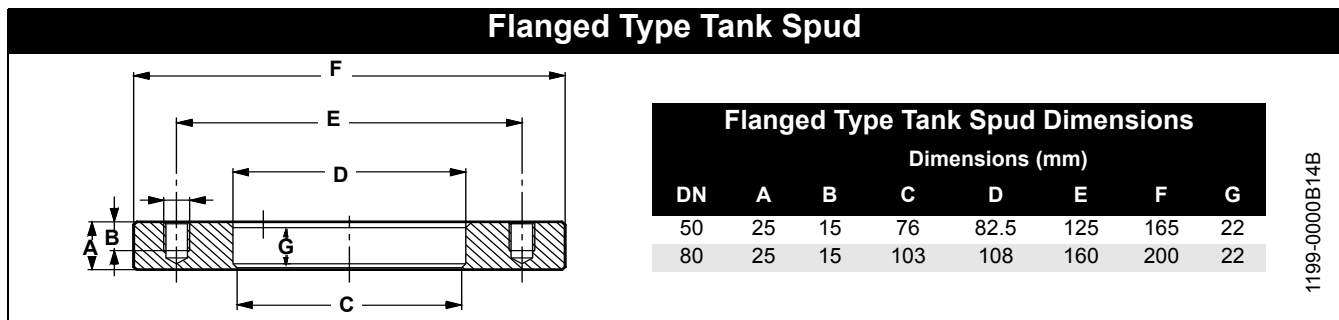 Flanged Type Tank Spud
F
E
D
B
A
G
C
Flanged Type Tank Spud Dimensions
Dimensions (mm)
DN A B C D E F G
50 25 15 76 82.5 125 165 22
80 25 15 103 108 160 200 22
1199-0000B14B